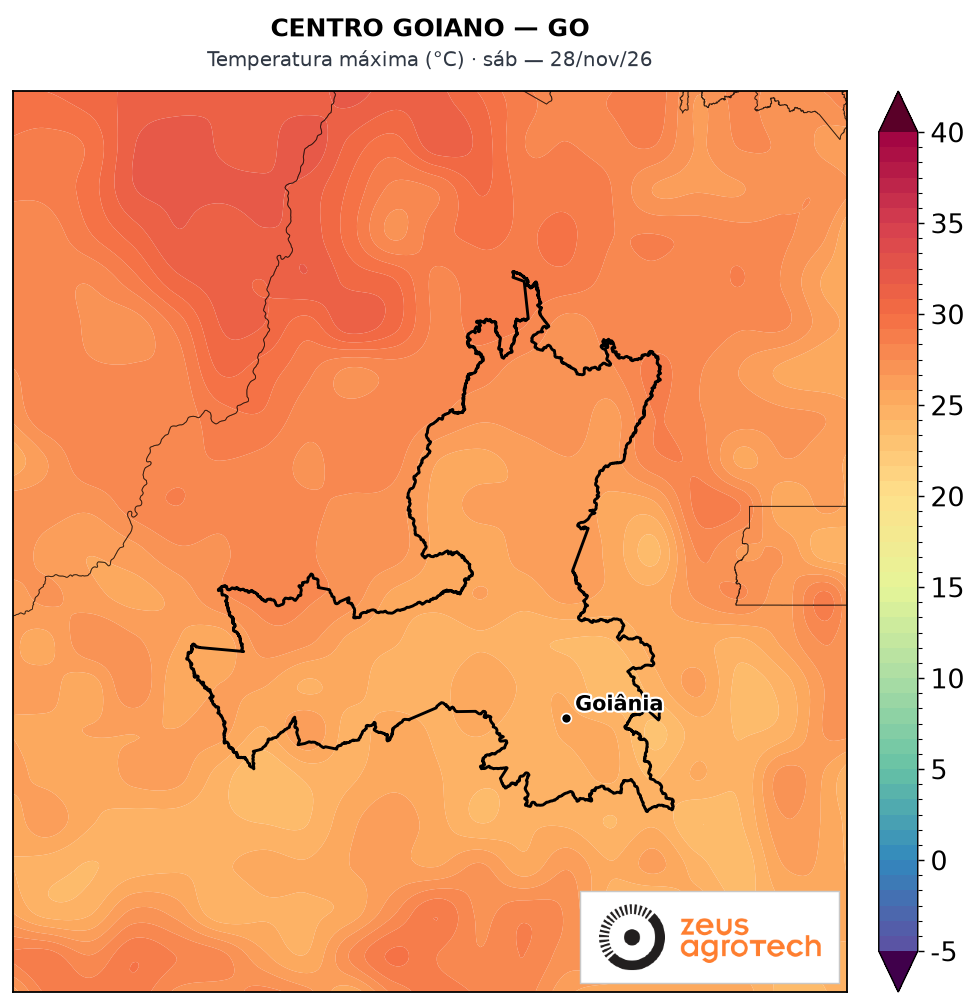 CENTRO GOIANO — GO
Temperatura máxima (°C) · sáb — 28/nov/26
40
35
30
25
20
15
10
5
0
-5
Goiânia
zeus
agrotech